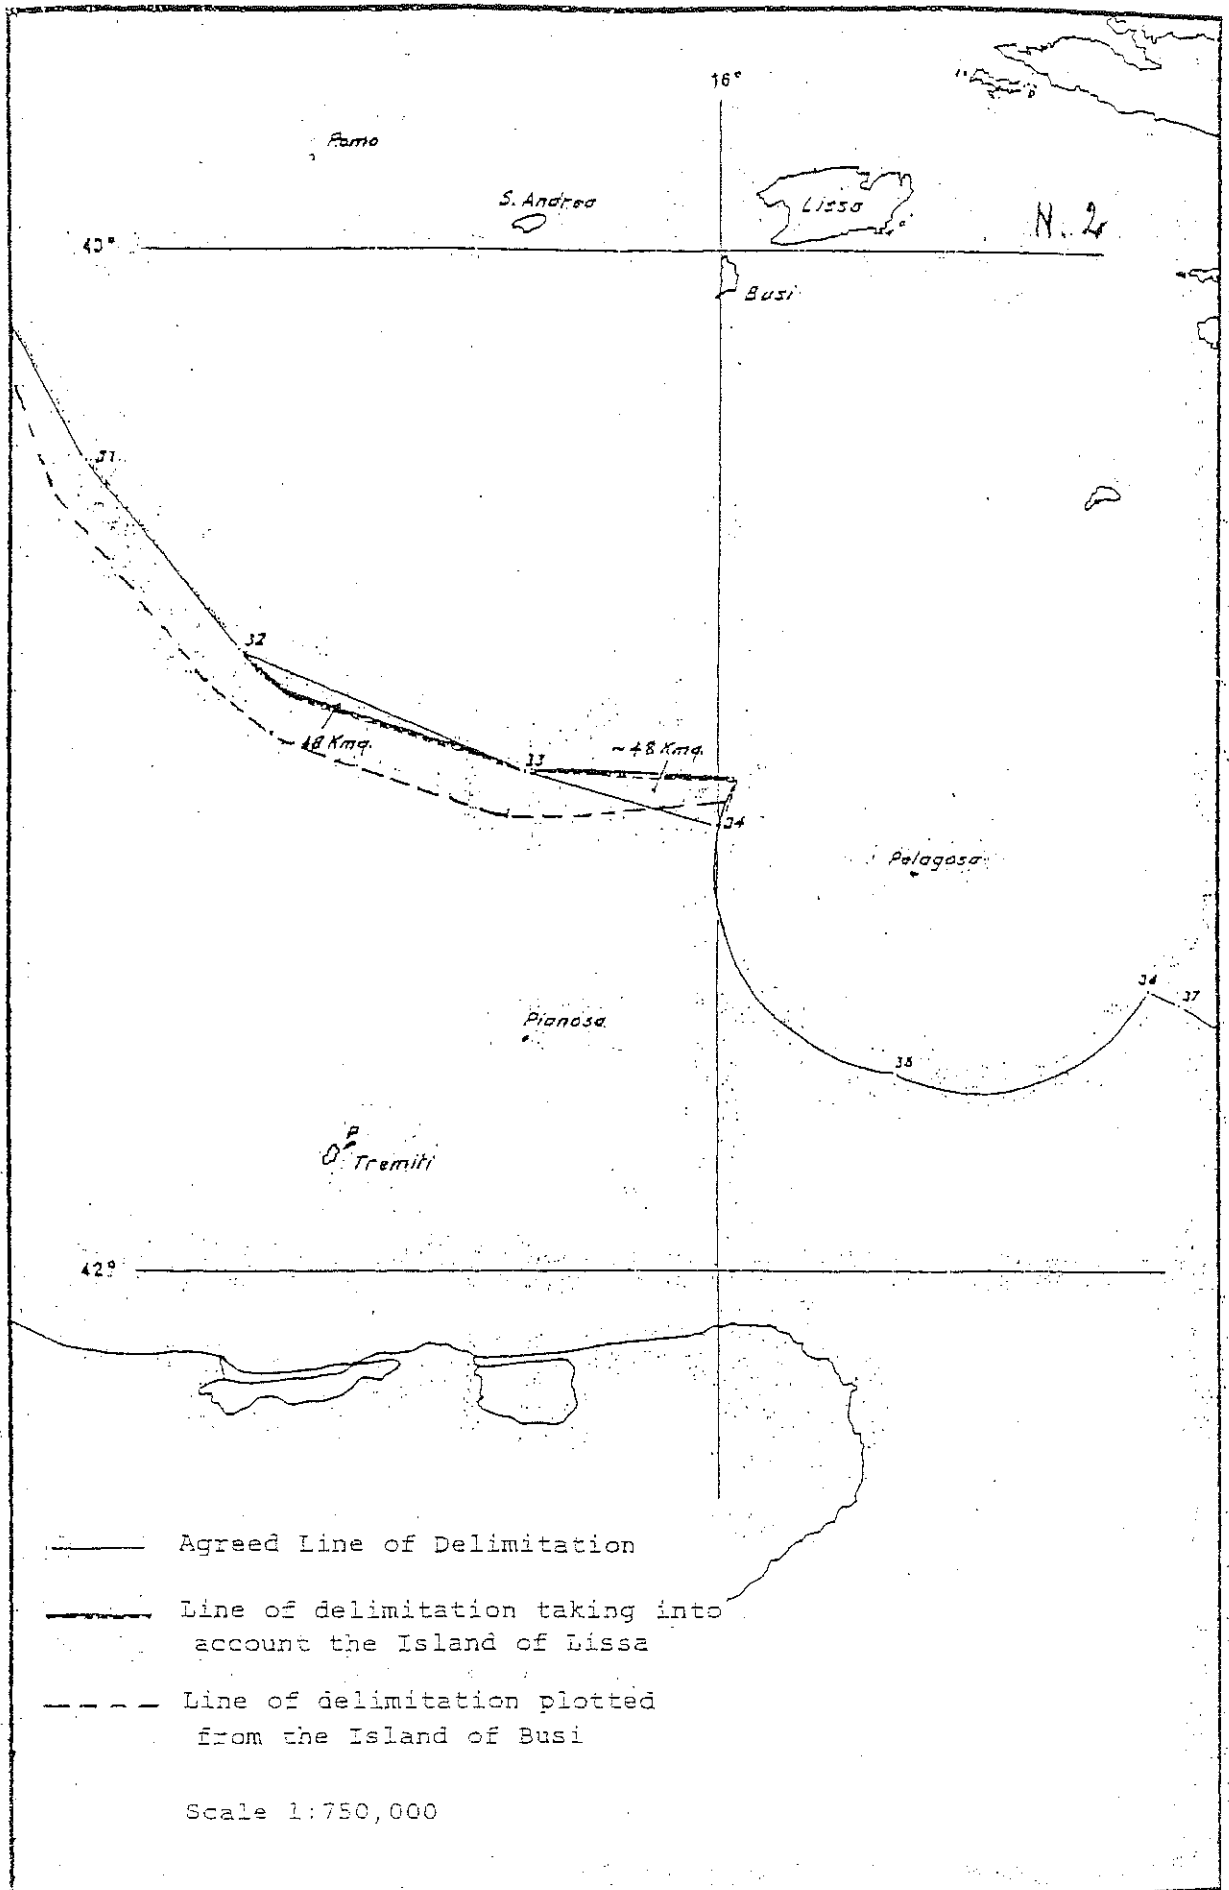 16°
Pomo
S. Andrea
Lissa
N. 2
43°
Busi
31
32
48 Kmq.
33
~48 Kmq.
34
Pelagosa
36
37
Pianosa
35
P
Tremiti
42°
Agreed Line of Delimitation
Line of delimitation taking into
account the Island of Lissa
Line of delimitation plotted
from the Island of Busi
Scale 1:750,000